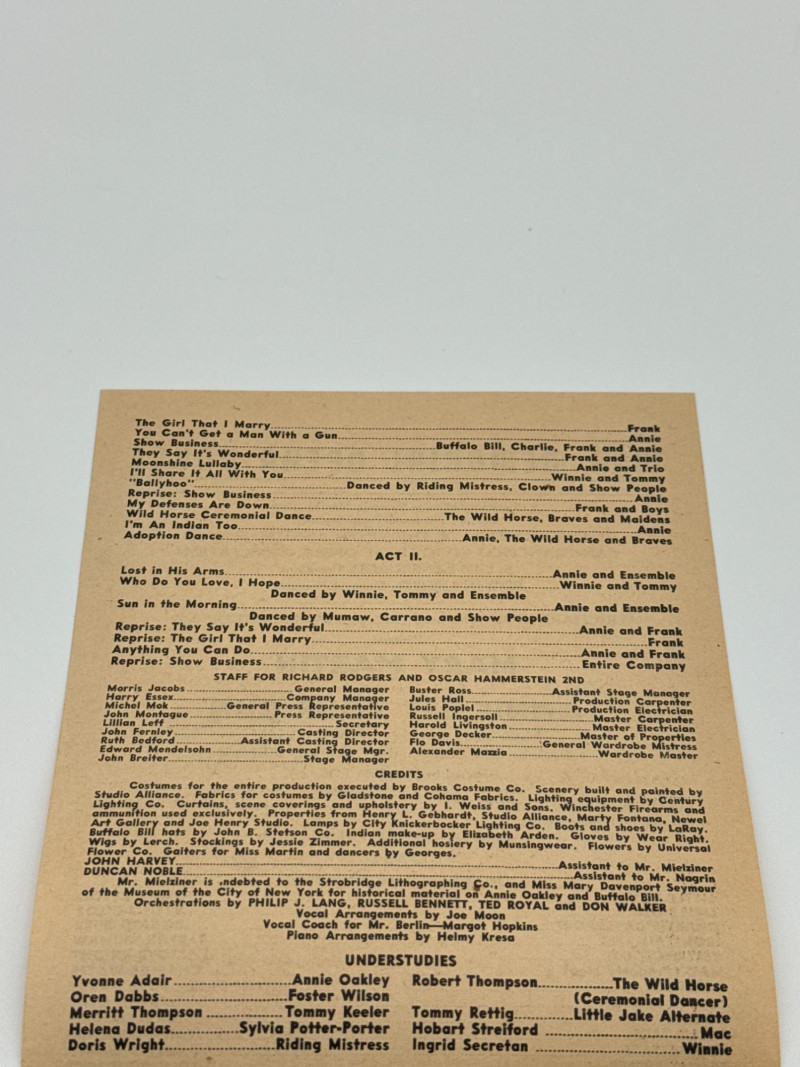 The Girl That I Marry........Frank
You Can't Get a Man With a Gun........Annie
Show Business........Buffalo Bill, Charlie, Frank and Annie
They Say It's Wonderful........Frank and Annie
Moonshine Lullaby........Annie and Trio
I'll Share It All With You........Winnie and Tommy
"Ballyhoo"........Danced by Riding Mistress, Clown and Show People
Reprise: Show Business........Annie
My Defenses Are Down........Frank and Boys
Wild Horse Ceremonial Dance........The Wild Horse, Braves and Maidens
I'm An Indian Too........Annie
Adoption Dance........Annie, The Wild Horse and Braves
ACT II.
Lost in His Arms........Annie and Ensemble
Who Do You Love, I Hope........Winnie and Tommy
Danced by Winnie, Tommy and Ensemble
Sun in the Morning........Annie and Ensemble
Danced by Mumaw, Carrano and Show People
Reprise: They Say It's Wonderful........Annie and Frank
Reprise: The Girl That I Marry........Frank
Anything You Can Do........Annie and Frank
Reprise: Show Business........Entire Company
STAFF FOR RICHARD RODGERS AND OSCAR HAMMERSTEIN 2ND
Morris Jacobs........General Manager
Harry Essex........Company Manager
Michel Mok........General Press Representative
John Montague........Press Representative
Lillian Leff........Secretary
John Fernley........Casting Director
Ruth Bedford........Assistant Casting Director
Edward Mendelsohn........General Stage Mgr.
John Breiter........Stage Manager
Buster Ross........Assistant Stage Manager
Jules Hall........Production Carpenter
Louis Poplel........Production Electrician
Russell Ingersoll........Master Carpenter
Harold Livingston........Master Electrician
George Decker........Master of Properties
Flo Davis........General Wardrobe Mistress
Alexander Mazzia........Wardrobe Master
CREDITS
Costumes for the entire production executed by Brooks Costume Co. Scenery built and painted by
Studio Alliance. Fabrics for costumes by Gladstone and Cohama Fabrics. Lighting equipment by Century
Lighting Co. Curtains, scene coverings and upholstery by I. Weiss and Sons. Winchester Firearms and
ammunition used exclusively. Properties from Henry L. Gebhardt, Studio Alliance, Marty Fontana, Newel
Art Gallery and Joe Henry Studio. Lamps by City Knickerbocker Lighting Co. Boots and shoes by LaRay.
Buffalo Bill hats by John B. Stetson Co. Indian make-up by Elizabeth Arden. Gloves by Wear Right.
Wigs by Lerch. Stockings by Jessie Zimmer. Additional hosiery by Munsingwear. Flowers by Universal
Flower Co. Gaiters for Miss Martin and dancers by Georges.
JOHN HARVEY........Assistant to Mr. Mielziner
DUNCAN NOBLE........Assistant to Mr. Nagrin
Mr. Mielziner is indebted to the Strobridge Lithographing Co., and Miss Mary Davenport Seymour
of the Museum of the City of New York for historical material on Annie Oakley and Buffalo Bill.
Orchestrations by PHILIP J. LANG, RUSSELL BENNETT, TED ROYAL and DON WALKER
Vocal Arrangements by Joe Moon
Vocal Coach for Mr. Berlin—Margot Hopkins
Piano Arrangements by Helmy Kresa
UNDERSTUDIES
Yvonne Adair........Annie Oakley
Oren Dabbs........Foster Wilson
Merritt Thompson........Tommy Keeler
Helena Dudas........Sylvia Potter-Porter
Doris Wright........Riding Mistress
Robert Thompson........The Wild Horse
(Ceremonial Dancer)
Tommy Rettig........Little Jake Alternate
Hobart Streiford........Mac
Ingrid Secretan........Winnie